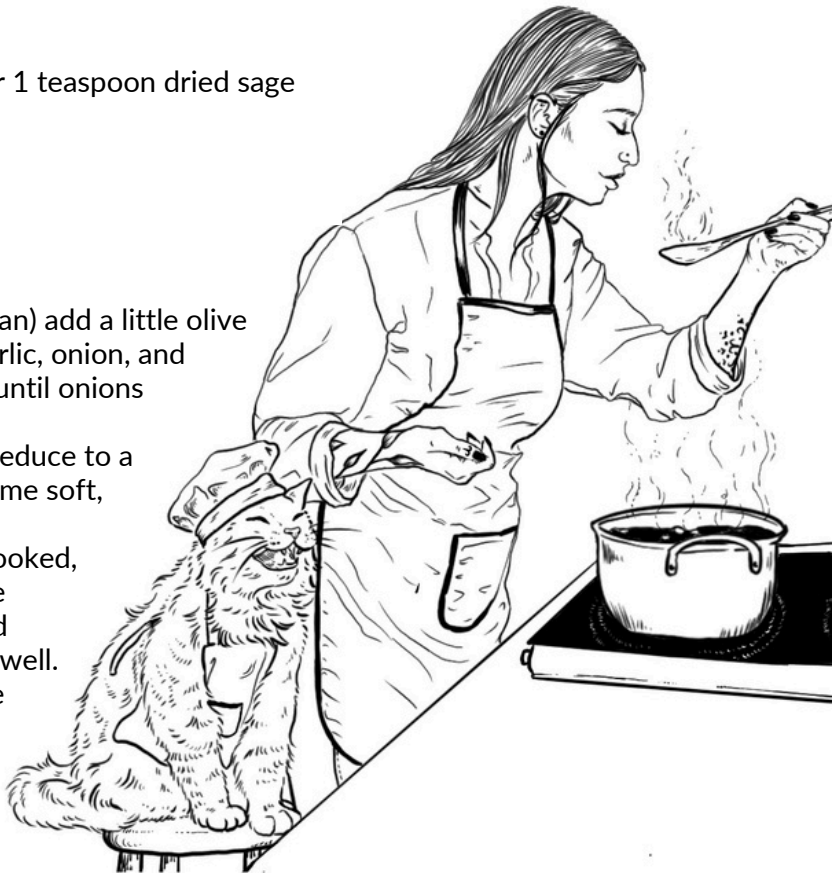 r 1 teaspoon dried sage
an) add a little olive
rlic, onion, and
until onions
educe to a
me soft,
ooked,
e
d
well.
e